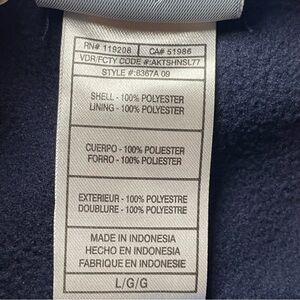 RN# 119208 CA# 51986
VDR/FCTY CODE #:AKTSHNSL77
STYLE #:8367A 09
SHELL - 100% POLYESTER
LINING - 100% POLYESTER
CUERPO - 100% POLIESTER
FORRO - 100% POLIESTER
EXTERIEUR - 100% POLYESTRE
DOUBLURE - 100% POLYESTRE
MADE IN INDONESIA
HECHO EN INDONESIA
FABRIQUE EN INDONESIE
L/G/G